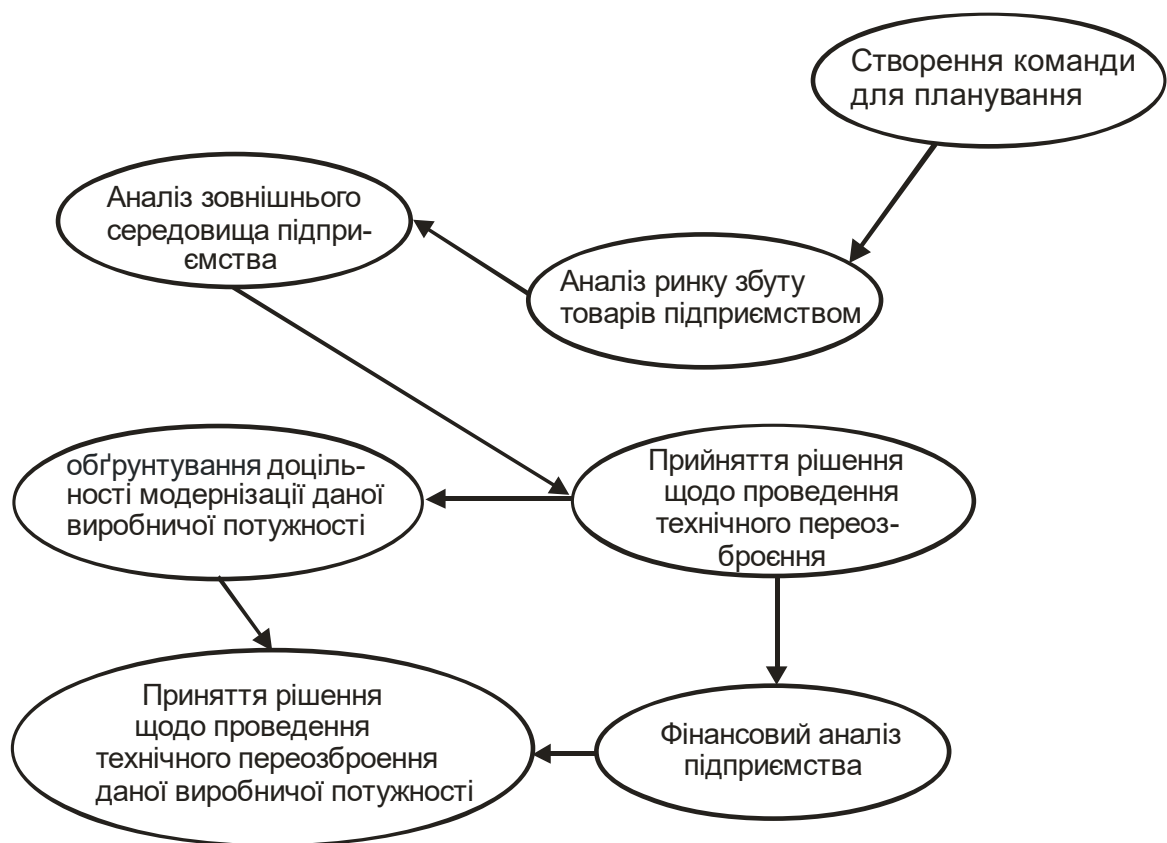 Створення команди
для планування
Аналіз зовнішнього
середовища підпри-
ємства
Аналіз ринку збуту
товарів підприємством
обґрунтування доціль-
ності модернізації даної
виробничої потужності
Прийняття рішення
щодо проведення
технічного переоз-
броєння
Приняття рішення
щодо проведення
технічного переозброення
даної виробничої потужності
Фінансовий аналіз
підприємства